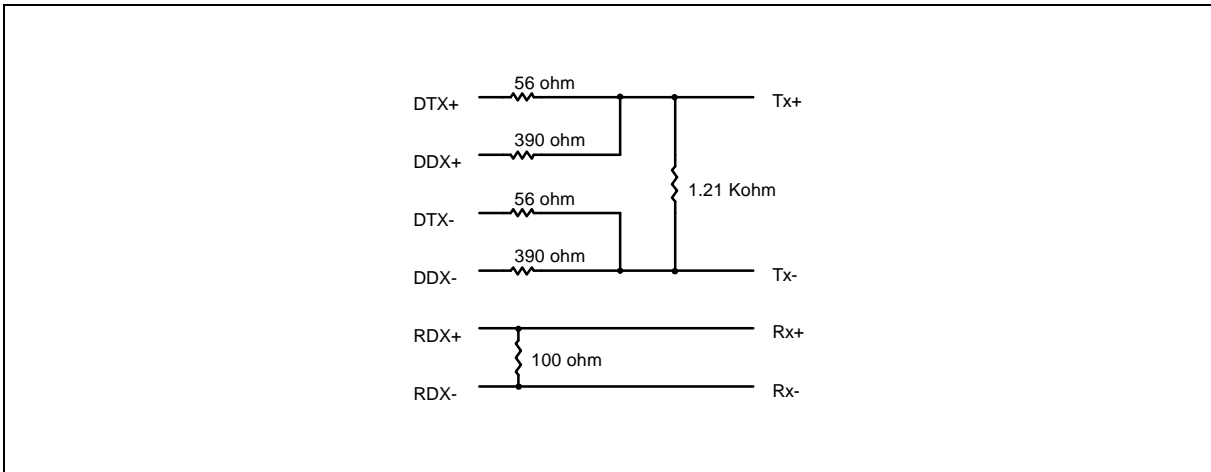 56 ohm
DTX+
Tx+
390 ohm
DDX+
56 ohm
1.21 Kohm
DTX-
390 ohm
DDX-
Tx-
RDX+
Rx+
100 ohm
RDX-
Rx-